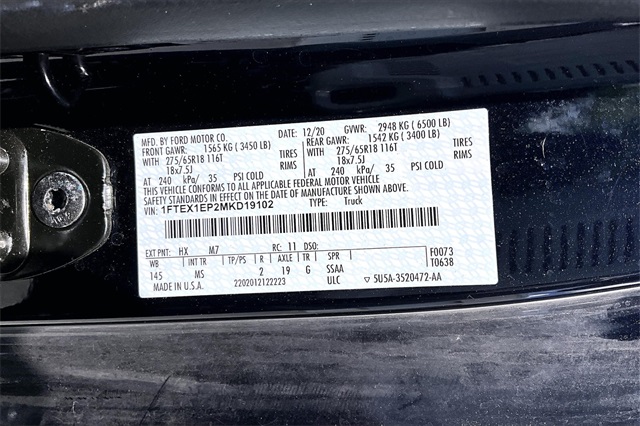 MFD. BY FORD MOTOR CO.
DATE: 12/20 GVWR: 2948 KG ( 6500 LB)
FRONT GAWR: 1565 KG ( 3450 LB) REAR GAWR: 1542 KG ( 3400 LB)
WITH 275/65R18 116T TIRES WITH 275/65R18 116T TIRES
18x7.5J RIMS 18x7.5J RIMS
AT 240 kPa/ 35 PSI COLD AT 240 kPa/ 35 PSI COLD
THIS VEHICLE CONFORMS TO ALL APPLICABLE FEDERAL MOTOR VEHICLE
SAFETY STANDARDS IN EFFECT ON THE DATE OF MANUFACTURE SHOWN ABOVE.
VIN: 1FTEX1EP2MKD19102 TYPE: Truck
EXT PNT: HX M7 RC: 11 DSO: F0073
WB INT TR TP/PS R AXLE TR SPR T0638
145 MS 2 19 G SSAA
MADE IN U.S.A. 2202012122223 ULC 5U5A-3520472-AA